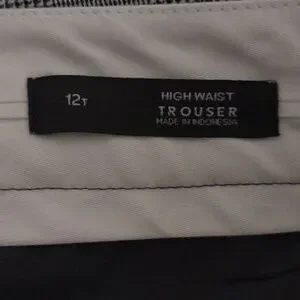 12T
HIGH WAIST
TROUSER
MADE IN INDONESIA